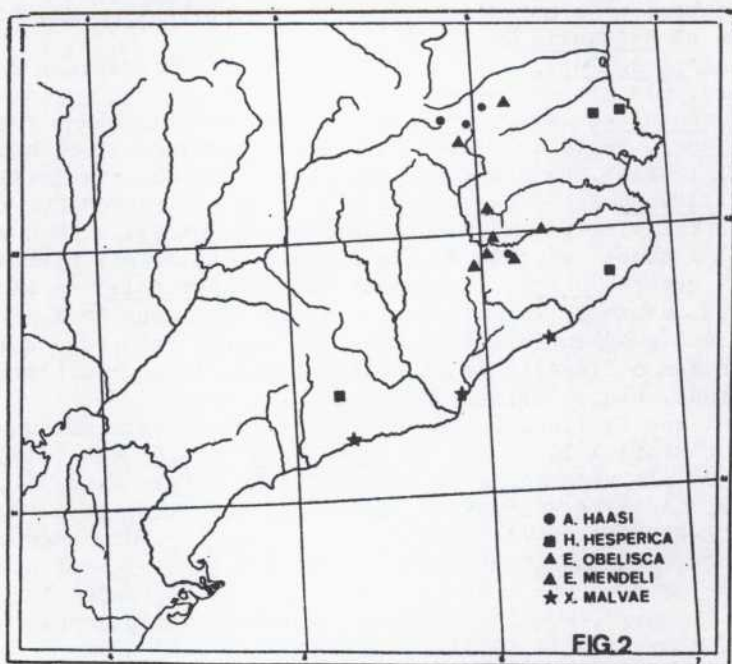 A. HAASI
H. HESPERICA
E. OBELISCA
E. MENDELI
X. MALVAE
FIG.2